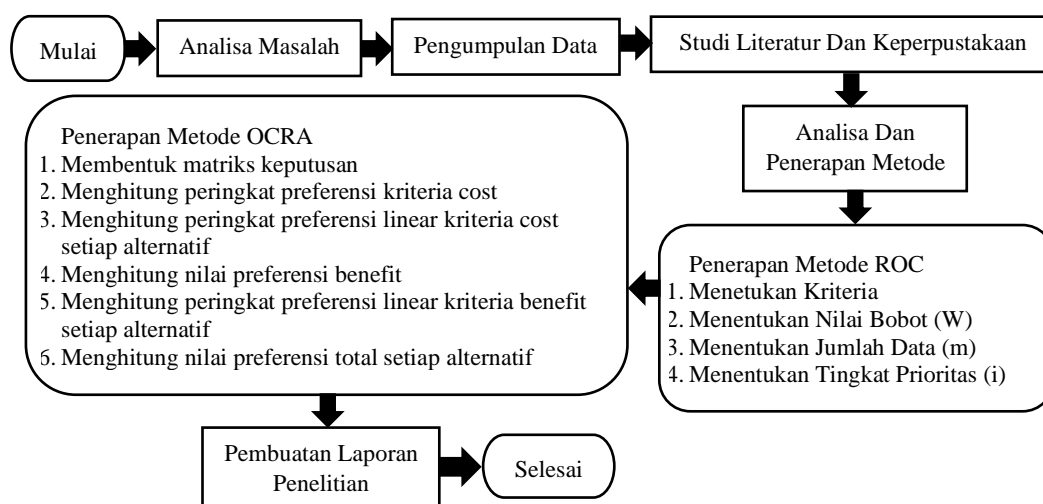 Mulai
Analisa Masalah
Pengumpulan Data
Studi Literatur Dan Keperpustakaan
Analisa Dan
Penerapan Metode
Penerapan Metode ROC
1. Menetukan Kriteria
2. Menentukan Nilai Bobot (W)
3. Menentukan Jumlah Data (m)
4. Menentukan Tingkat Prioritas (i)
Penerapan Metode OCRA
1. Membentuk matriks keputusan
2. Menghitung peringkat preferensi kriteria cost
3. Menghitung peringkat preferensi linear kriteria cost
setiap alternatif
4. Menghitung nilai preferensi benefit
5. Menghitung peringkat preferensi linear kriteria benefit
setiap alternatif
6. Menghitung nilai preferensi total setiap alternatif
Pembuatan Laporan
Penelitian
Selesai